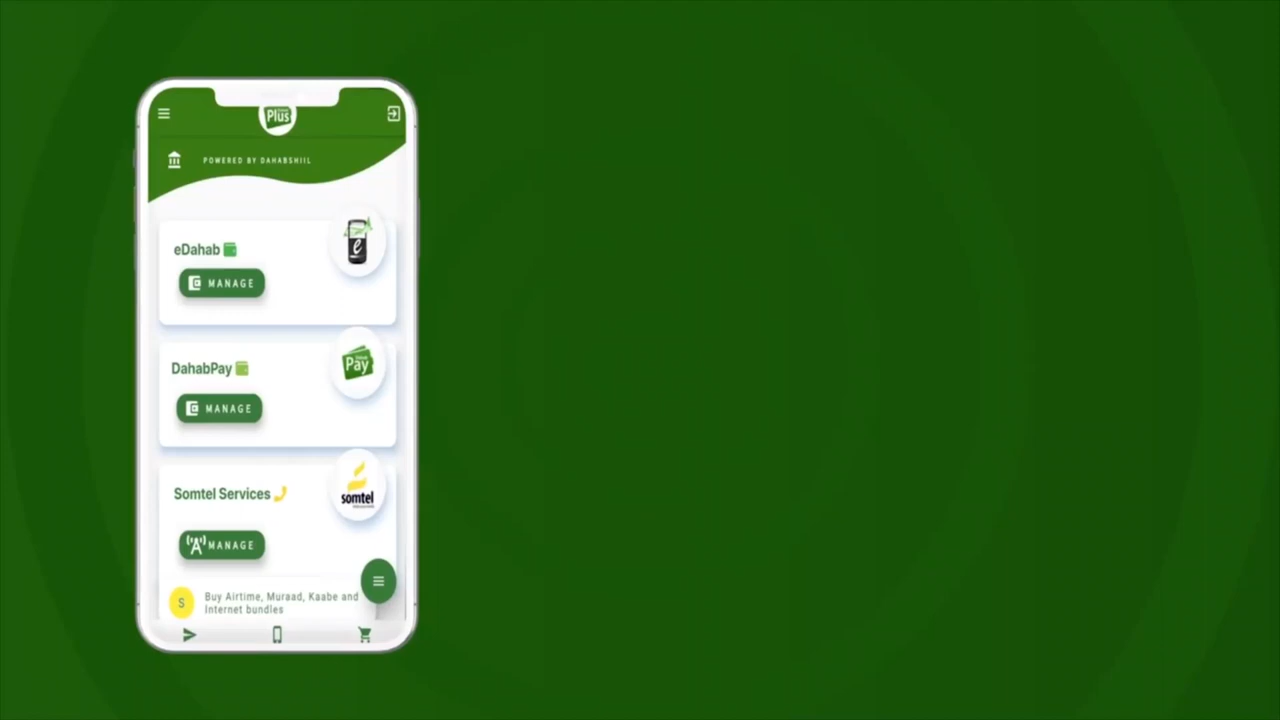 Plus
POWERED BY DAHABSHIIL
eDahab
e
MANAGE
DahabPay
Pay
MANAGE
Somtel Services
somtel
MANAGE
S
Buy Airtime, Muraad, Kaabe and
Internet bundles